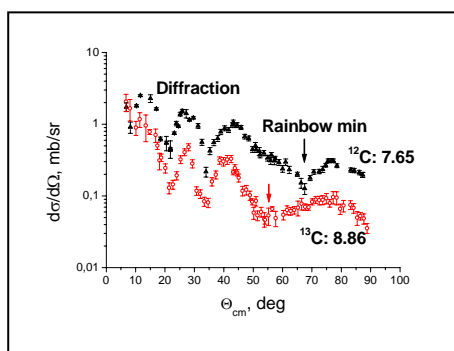 10
Diffraction
Rainbow min
1
¹²C: 7.65
0,1
¹³C: 8.86
0,01
dσ/dΩ, mb/sr
0 10 20 30 40 50 60 70 80 90 100
Θcm, deg